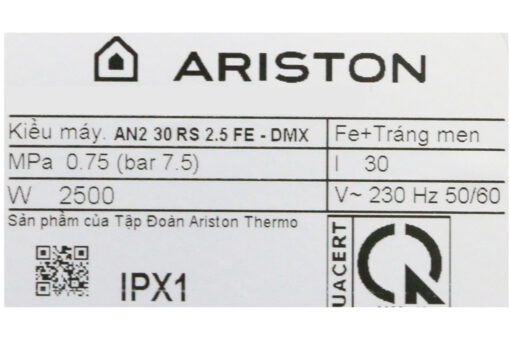 ARISTON
Kiểu máy. AN2 30 RS 2.5 FE - DMX Fe+Tráng men
MPa 0.75 (bar 7.5) l 30
W 2500 V~ 230 Hz 50/60
Sản phẩm của Tập Đoàn Ariston Thermo
IPX1
UACERT